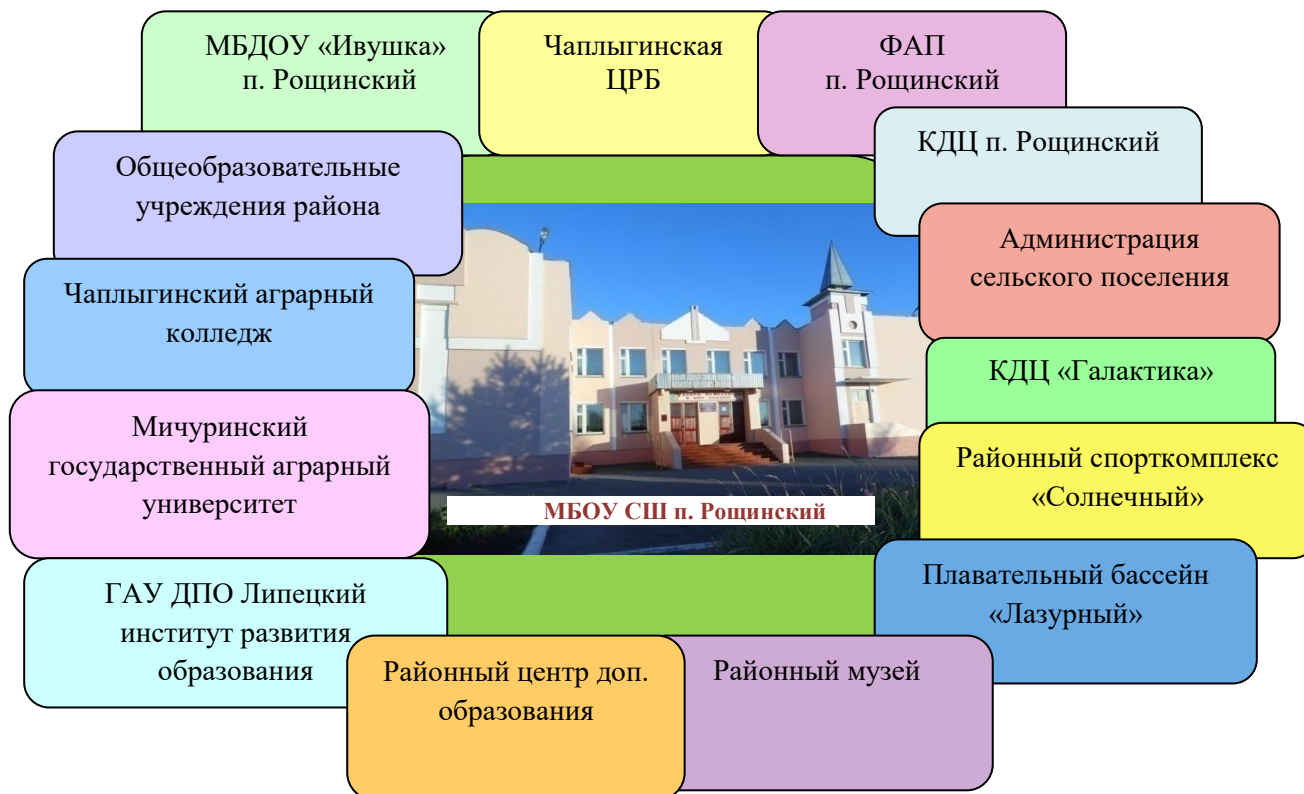 МБДОУ «Ивушка»
п. Рощинский
Чаплыгинская
ЦРБ
ФАП
п. Рощинский
КДЦ п. Рощинский
Общеобразовательные
учреждения района
Администрация
сельского поселения
Чаплыгинский аграрный
колледж
КДЦ «Галактика»
Мичуринский
государственный аграрный
университет
Районный спорткомплекс
«Солнечный»
МБОУ СШ п. Рощинский
Плавательный бассейн
«Лазурный»
ГАУ ДПО Липецкий
институт развития
образования
Районный центр доп.
образования
Районный музей